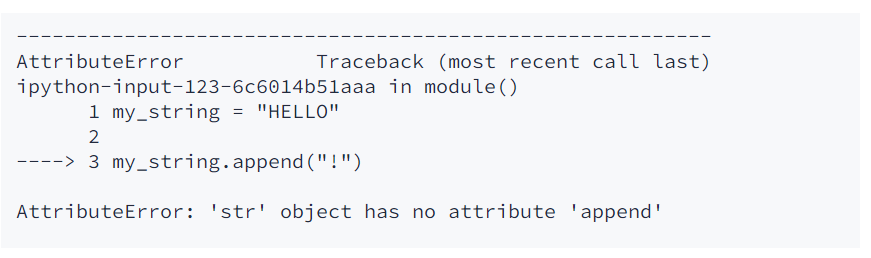 ----------------------------------------------------------
AttributeError           Traceback (most recent call last)
ipython-input-123-6c6014b51aaa in module()
      1 my_string = "HELLO"
      2
----> 3 my_string.append("!")

AttributeError: 'str' object has no attribute 'append'